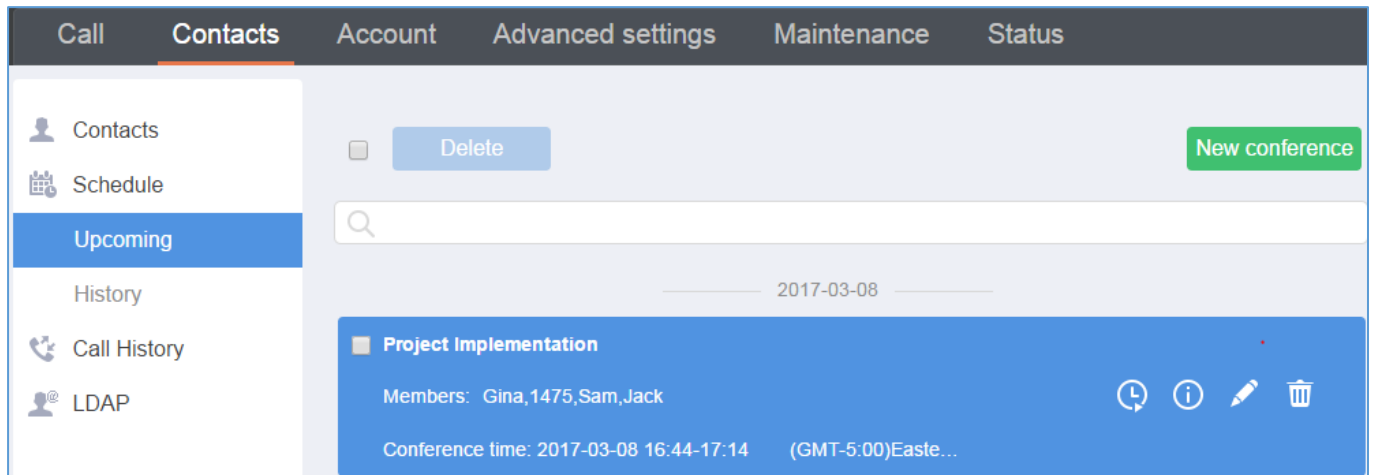 Call Contacts Account Advanced settings Maintenance Status
Contacts
Schedule
Upcoming
History
Call History
LDAP
Delete New conference
2017-03-08
Project Implementation
Members: Gina,1475,Sam,Jack
Conference time: 2017-03-08 16:44-17:14 (GMT-5:00)Easte...